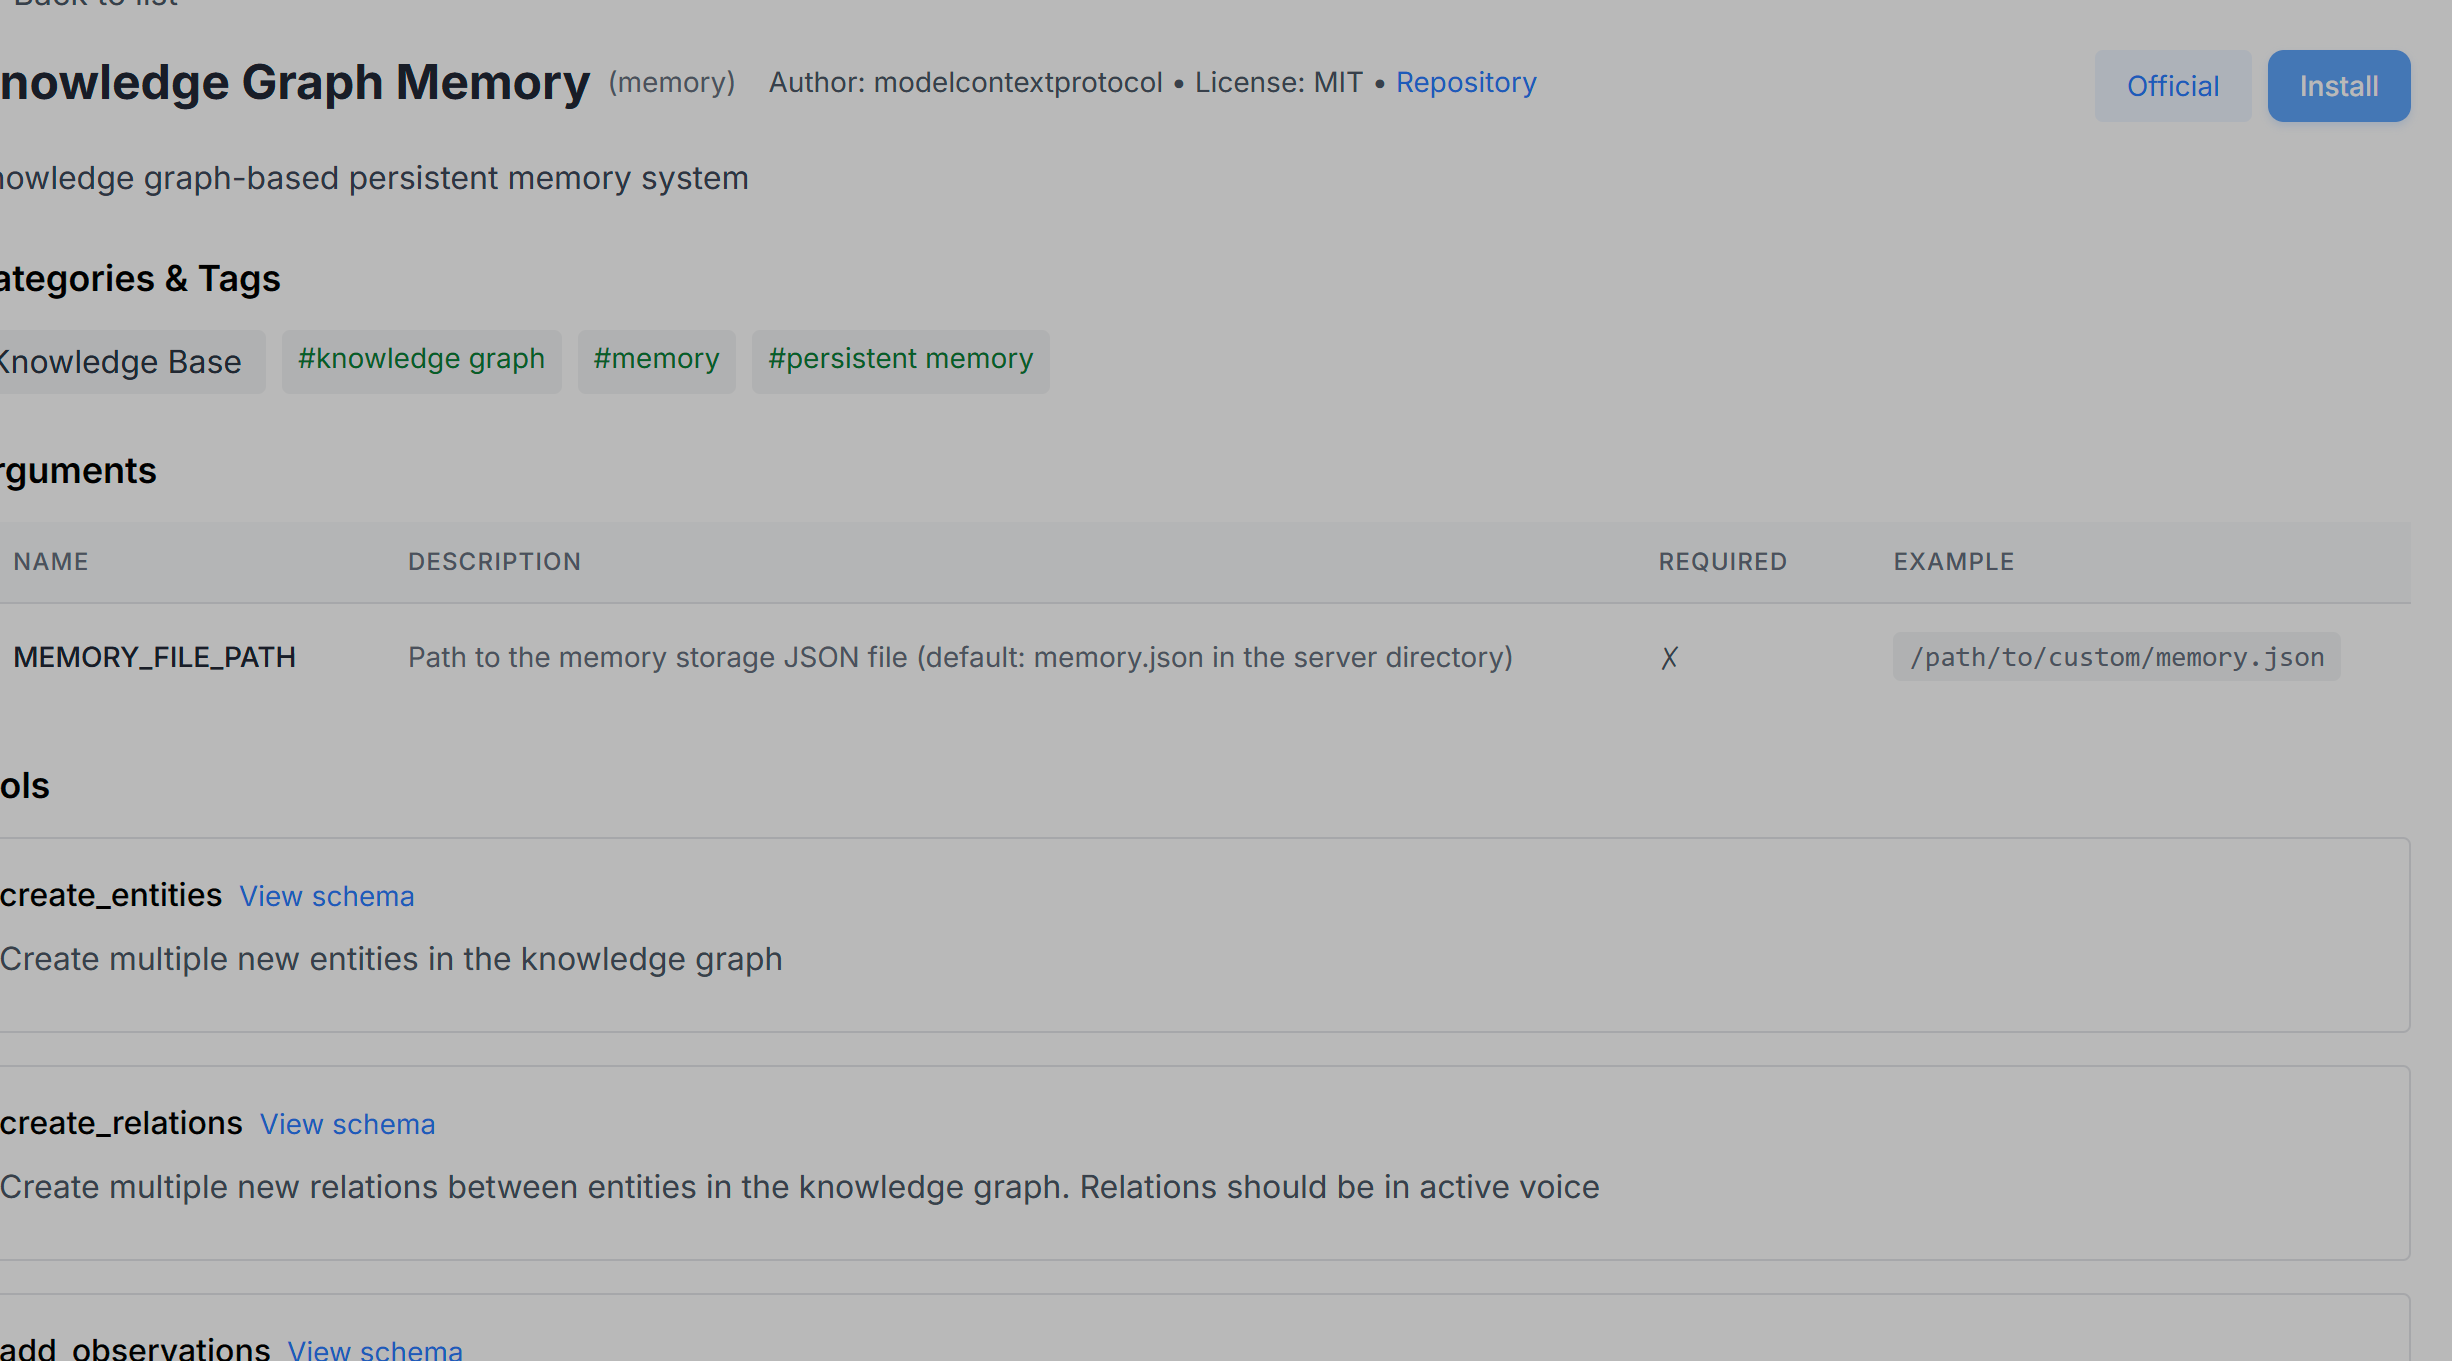 Back to list
nowledge Graph Memory (memory) Author: modelcontextprotocol • License: MIT • Repository Official Install
nowledge graph-based persistent memory system
ategories & Tags
Knowledge Base #knowledge graph #memory #persistent memory
rguments
NAME DESCRIPTION REQUIRED EXAMPLE
MEMORY_FILE_PATH Path to the memory storage JSON file (default: memory.json in the server directory) ✗ /path/to/custom/memory.json
ols
create_entities View schema
Create multiple new entities in the knowledge graph
create_relations View schema
Create multiple new relations between entities in the knowledge graph. Relations should be in active voice
add_observations View schema